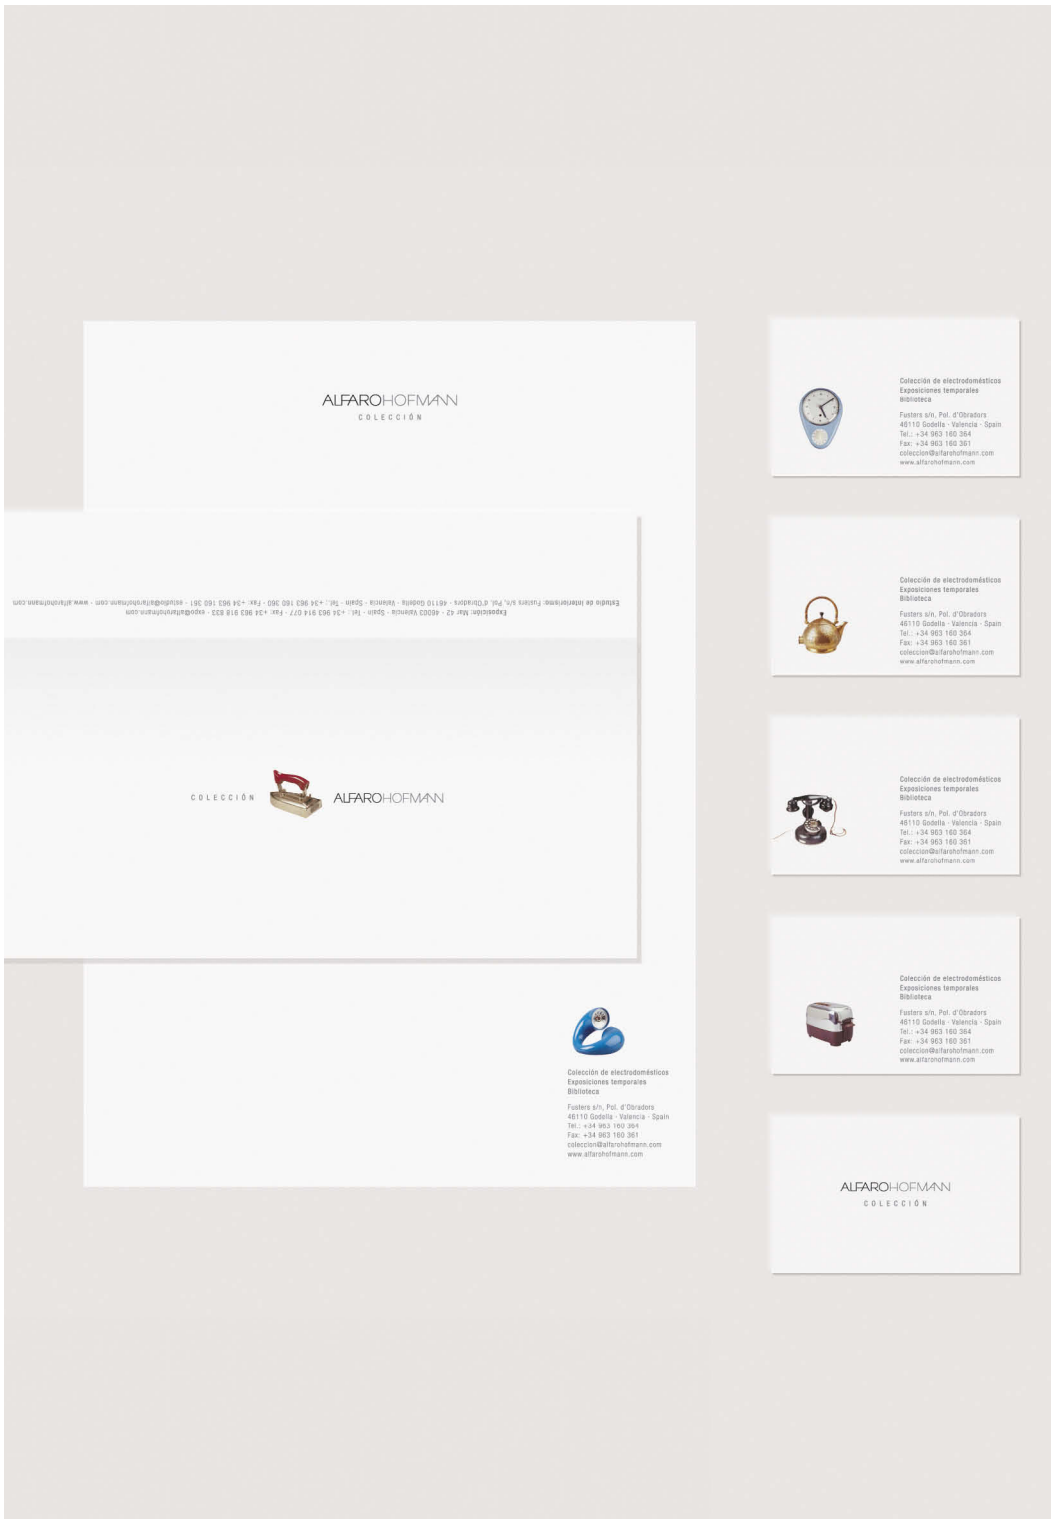 ALFAROHOFMANN
COLECCIÓN
Estudio de interiorismo: Fusters s/n, Pol. d'Obradors - 46110 Godella - Valencia - Spain - Tel.: +34 963 160 360 - Fax: +34 963 160 361 - estudio@alfarohofmann.com - www.alfarohofmann.com
Exposición: Mar 42 - 46003 Valencia - Spain - Tel.: +34 963 914 077 - Fax: +34 963 918 833 - expo@alfarohofmann.com
COLECCIÓN ALFAROHOFMANN
Colección de electrodomésticos
Exposiciones temporales
Biblioteca
Fusters s/n, Pol. d'Obradors
46110 Godella - Valencia - Spain
Tel.: +34 963 160 364
Fax: +34 963 160 361
coleccion@alfarohofmann.com
www.alfarohofmann.com
Colección de electrodomésticos
Exposiciones temporales
Biblioteca
Fusters s/n, Pol. d'Obradors
46110 Godella - Valencia - Spain
Tel.: +34 963 160 364
Fax: +34 963 160 361
coleccion@alfarohofmann.com
www.alfarohofmann.com
Colección de electrodomésticos
Exposiciones temporales
Biblioteca
Fusters s/n, Pol. d'Obradors
46110 Godella - Valencia - Spain
Tel.: +34 963 160 364
Fax: +34 963 160 361
coleccion@alfarohofmann.com
www.alfarohofmann.com
Colección de electrodomésticos
Exposiciones temporales
Biblioteca
Fusters s/n, Pol. d'Obradors
46110 Godella - Valencia - Spain
Tel.: +34 963 160 364
Fax: +34 963 160 361
coleccion@alfarohofmann.com
www.alfarohofmann.com
Colección de electrodomésticos
Exposiciones temporales
Biblioteca
Fusters s/n, Pol. d'Obradors
46110 Godella - Valencia - Spain
Tel.: +34 963 160 364
Fax: +34 963 160 361
coleccion@alfarohofmann.com
www.alfarohofmann.com
ALFAROHOFMANN
COLECCIÓN